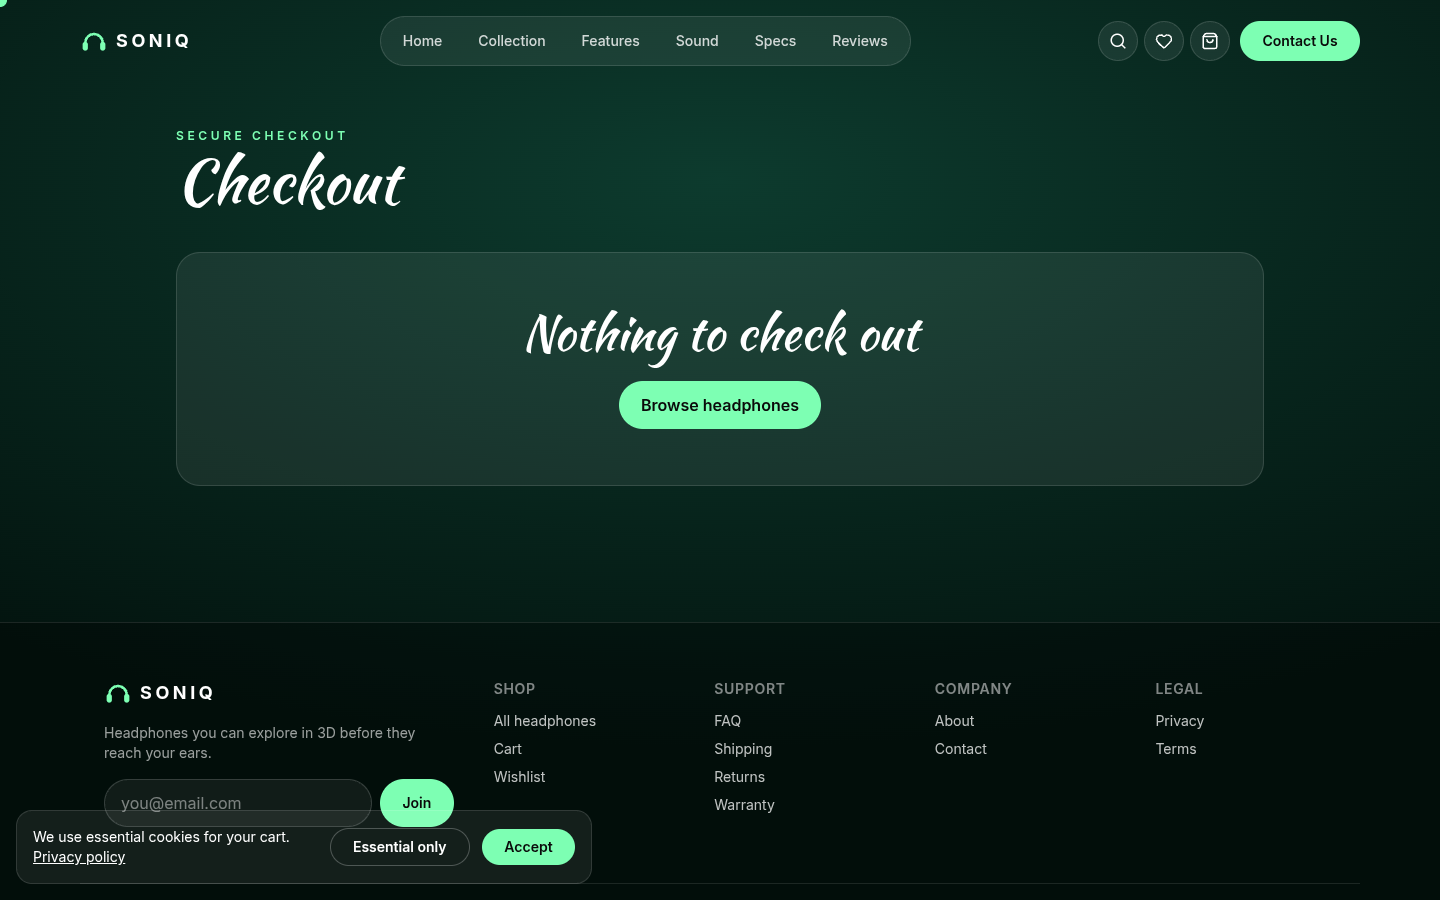 SONIQ
Home
Collection
Features
Sound
Specs
Reviews
Contact Us
SECURE CHECKOUT
Checkout
Nothing to check out
Browse headphones
SONIQ
Headphones you can explore in 3D before they
reach your ears.
you@email.com
Join
SHOP
All headphones
Cart
Wishlist
SUPPORT
FAQ
Shipping
Returns
Warranty
COMPANY
About
Contact
LEGAL
Privacy
Terms
We use essential cookies for your cart.
Privacy policy
Essential only
Accept